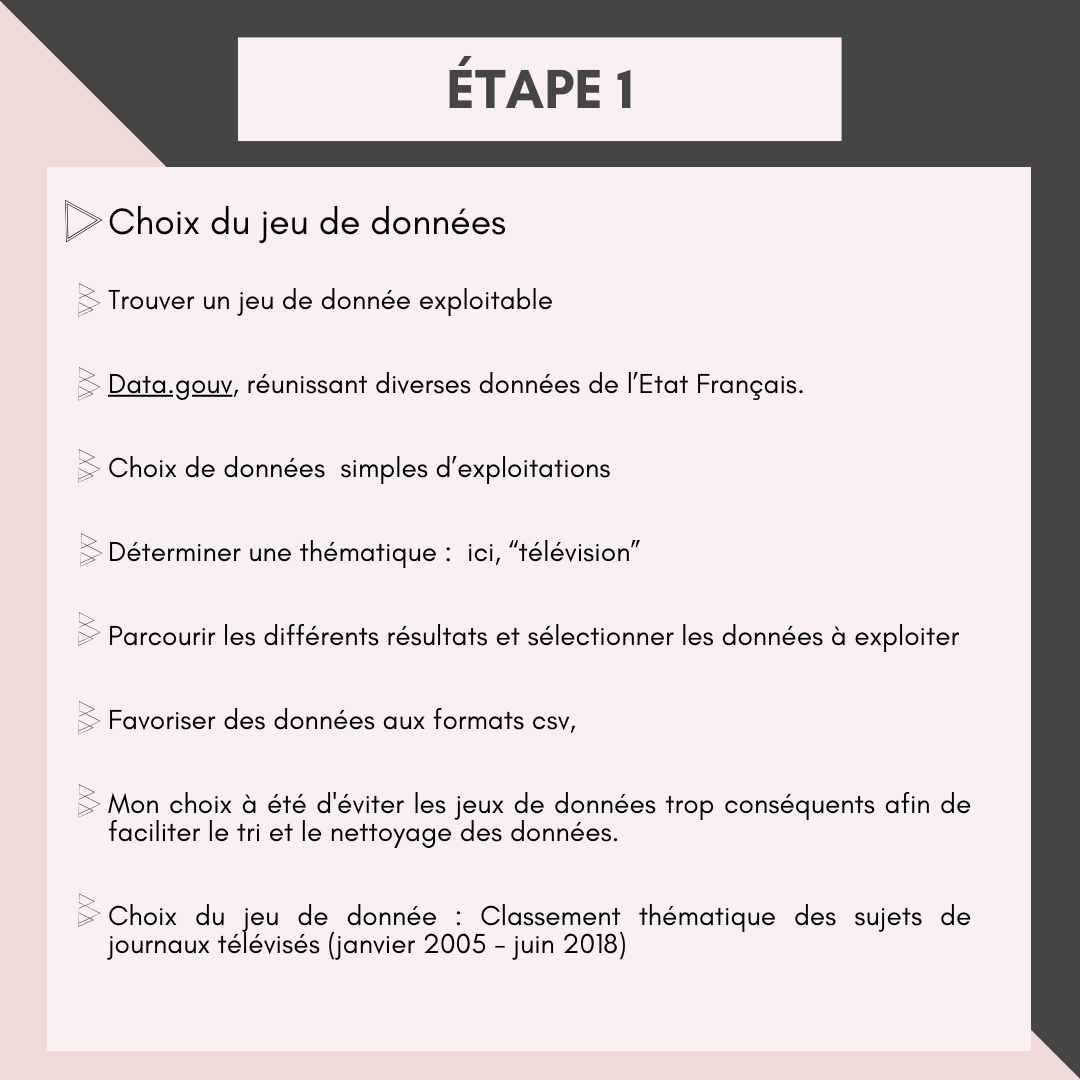 ÉTAPE 1
Choix du jeu de données
Trouver un jeu de donnée exploitable
Data.gouv, réunissant diverses données de l’Etat Français.
Choix de données  simples d’exploitations
Déterminer une thématique :  ici, “télévision”
Parcourir les différents résultats et sélectionner les données à exploiter
Favoriser des données aux formats csv,
Mon choix à été d'éviter les jeux de données trop conséquents afin de
faciliter le tri et le nettoyage des données.
Choix du jeu de donnée : Classement thématique des sujets de
journaux télévisés (janvier 2005 – juin 2018)